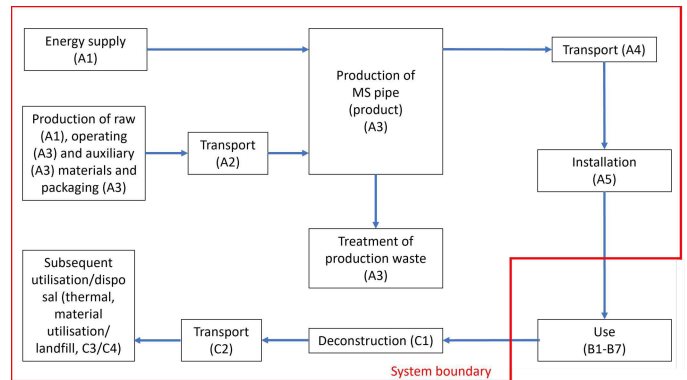 Energy supply
(A1)
Production of
MS pipe
(product)
(A3)
Transport (A4)
Production of raw
(A1), operating
(A3) and auxiliary
(A3) materials and
packaging (A3)
Transport
(A2)
Installation
(A5)
Treatment of
production waste
(A3)
Subsequent
utilisation/dispo
sal (thermal,
material
utilisation/
landfill, C3/C4)
Transport
(C2)
Deconstruction (C1)
Use
(B1-B7)
System boundary